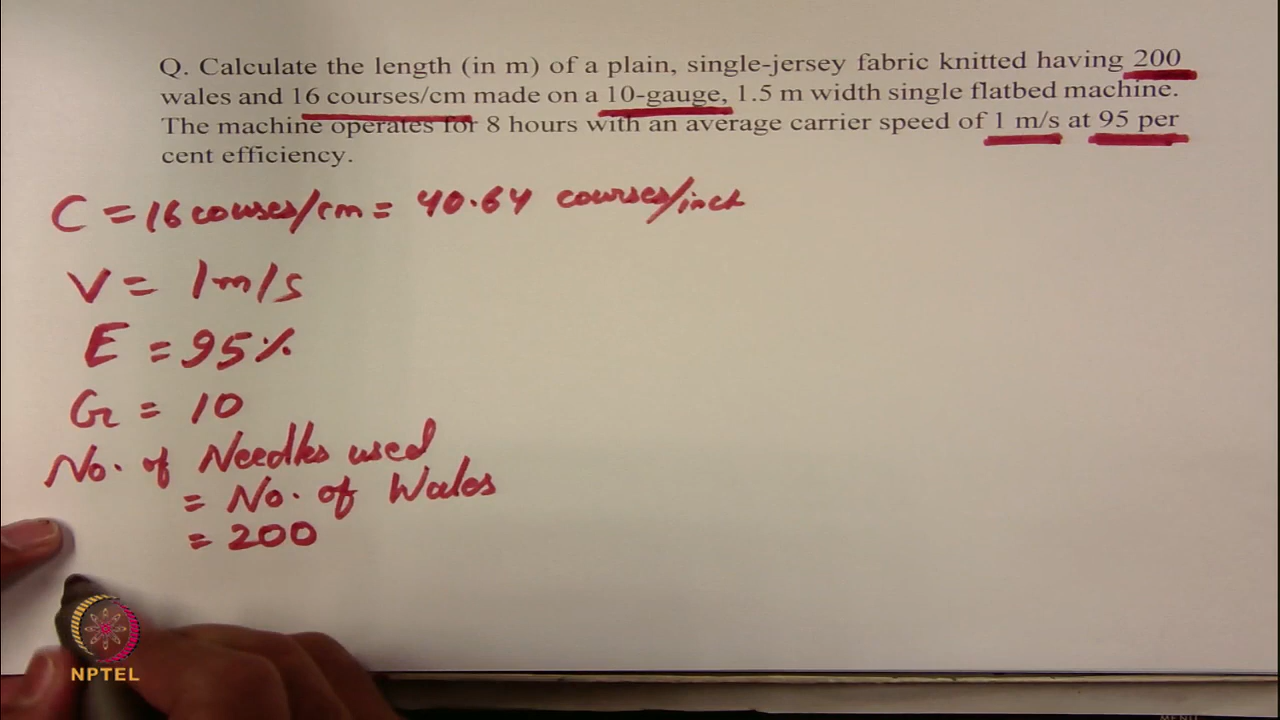 Q. Calculate the length (in m) of a plain, single-jersey fabric knitted having 200
wales and 16 courses/cm made on a 10-gauge, 1.5 m width single flatbed machine.
The machine operates for 8 hours with an average carrier speed of 1 m/s at 95 per
cent efficiency.
C = 16 couses/cm = 40.64 courses/inch
V = 1m/s
E = 95%
G = 10
No. of Needles used
= No. of Wales
= 200
NPTEL